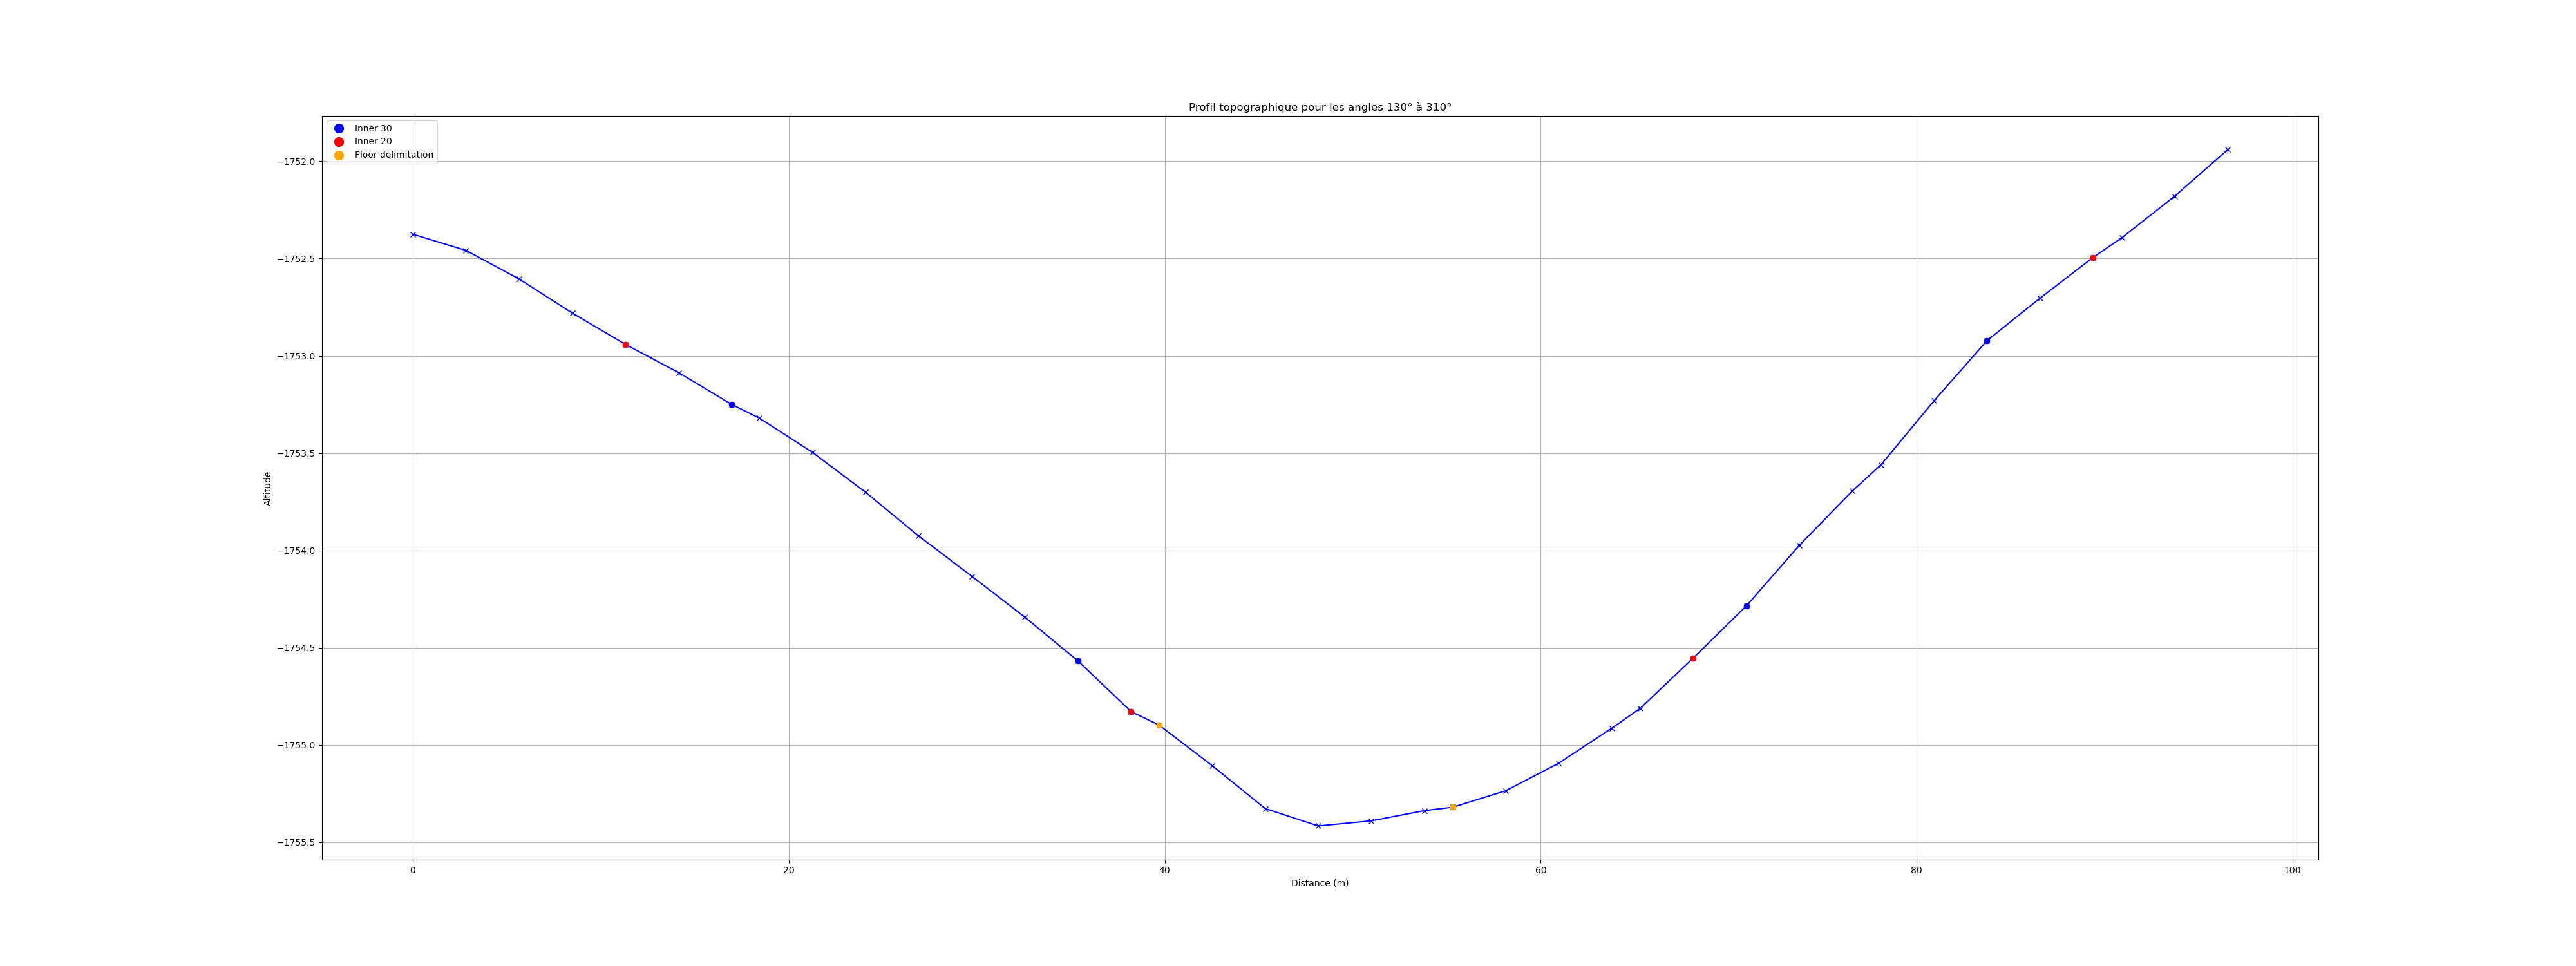 Profil topographique pour les angles 130° à 310°
Inner 30
Inner 20
Floor delimitation
−1752.0
−1752.5
−1753.0
−1753.5
−1754.0
−1754.5
−1755.0
−1755.5
Altitude
0 20 40 60 80 100
Distance (m)